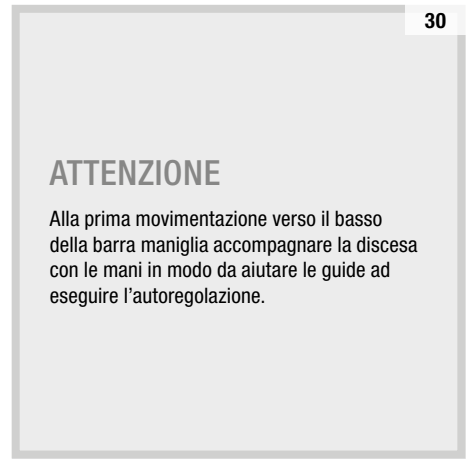 30
ATTENZIONE
Alla prima movimentazione verso il basso
della barra maniglia accompagnare la discesa
con le mani in modo da aiutare le guide ad
eseguire l’autoregolazione.